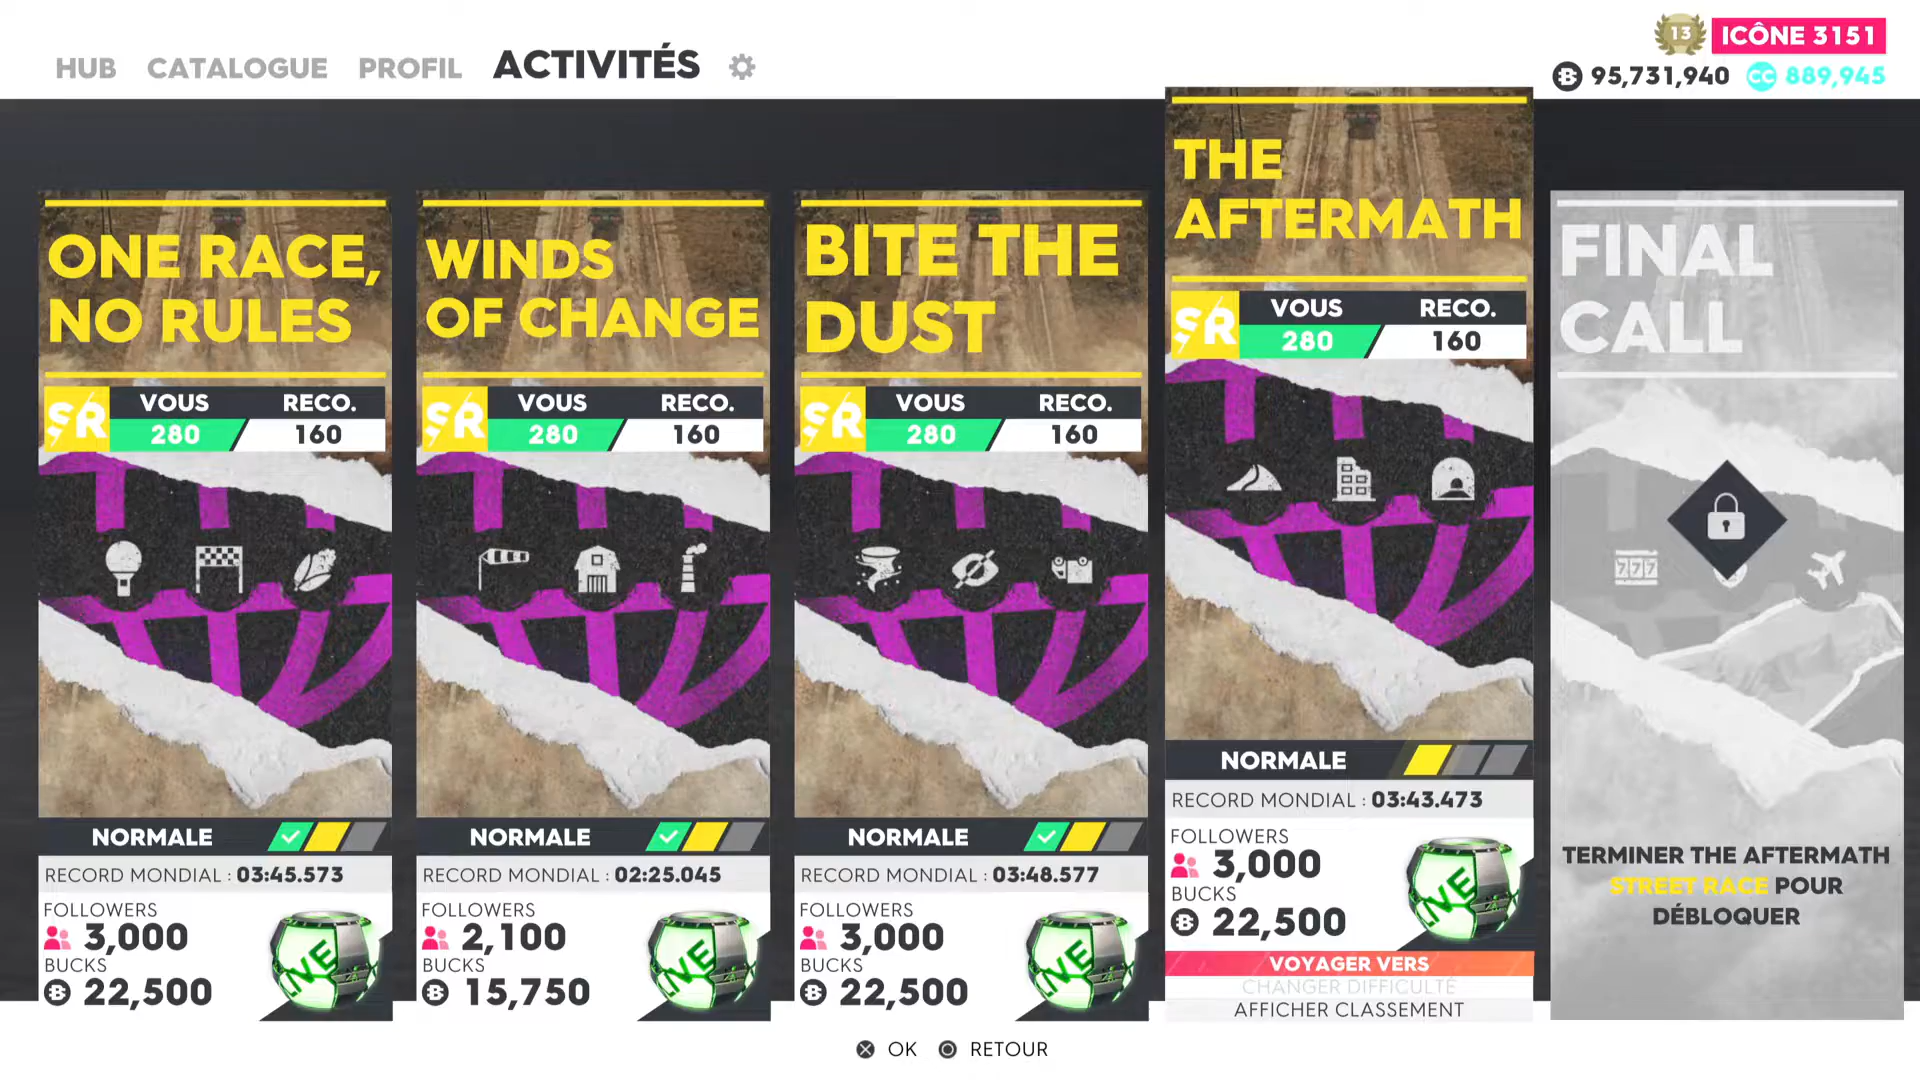 HUB CATALOGUE PROFIL ACTIVITÉS
13 ICÔNE 3151
95,731,940 CC 889,945
ONE RACE,
NO RULES
SR VOUS RECO.
280 160
NORMALE
RECORD MONDIAL : 03:45.573
FOLLOWERS
3,000
BUCKS
22,500
LIVE
WINDS
OF CHANGE
SR VOUS RECO.
280 160
NORMALE
RECORD MONDIAL : 02:25.045
FOLLOWERS
2,100
BUCKS
15,750
LIVE
BITE THE
DUST
SR VOUS RECO.
280 160
NORMALE
RECORD MONDIAL : 03:48.577
FOLLOWERS
3,000
BUCKS
22,500
LIVE
THE
AFTERMATH
SR VOUS RECO.
280 160
NORMALE
RECORD MONDIAL : 03:43.473
FOLLOWERS
3,000
BUCKS
22,500
LIVE
VOYAGER VERS
CHANGER DIFFICULTÉ
AFFICHER CLASSEMENT
FINAL
CALL
777
TERMINER THE AFTERMATH
STREET RACE POUR
DÉBLOQUER
OK RETOUR